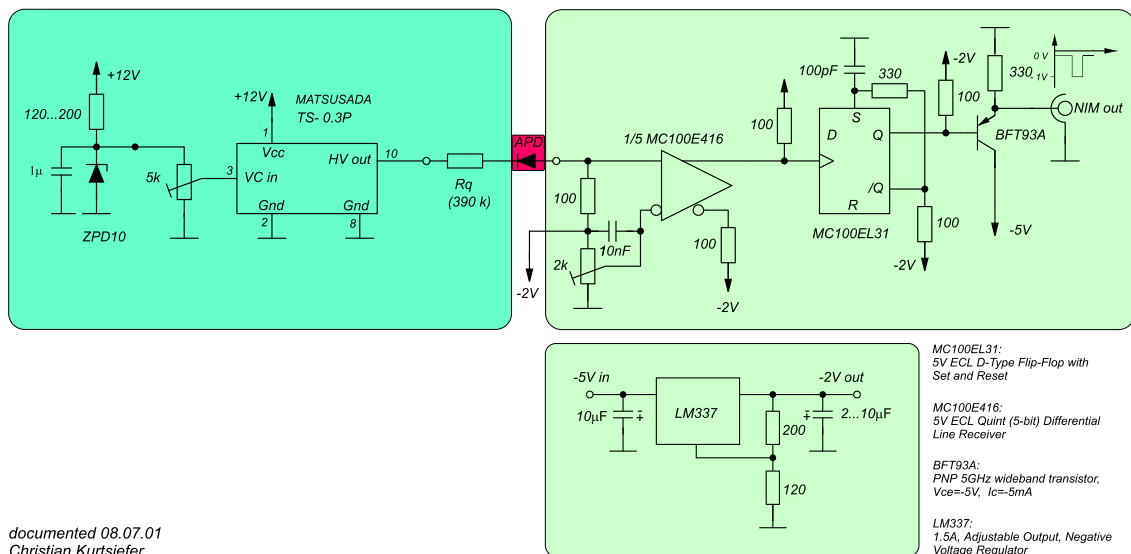 +12V
120...200
1µ
ZPD10
5k
+12V
MATSUSADA
TS- 0.3P
1
Vcc
HV out
10
3
VC in
Gnd
Gnd
2
8
Rq
(390 k)
APD
1/5 MC100E416
100
10nF
2k
-2V
100
-2V
100
100pF
330
S
D
Q
/Q
R
MC100EL31
-2V
100
100
-2V
330
0 V
- 1V
NIM out
BFT93A
-5V
-5V in
-2V out
10µF
-
+
LM337
200
-
+
2...10µF
120
MC100EL31:
5V ECL D-Type Flip-Flop with
Set and Reset
MC100E416:
5V ECL Quint (5-bit) Differential
Line Receiver
BFT93A:
PNP 5GHz wideband transistor,
Vce=-5V, Ic=-5mA
LM337:
1.5A, Adjustable Output, Negative
Voltage Regulator
documented 08.07.01
Christian Kurtsiefer